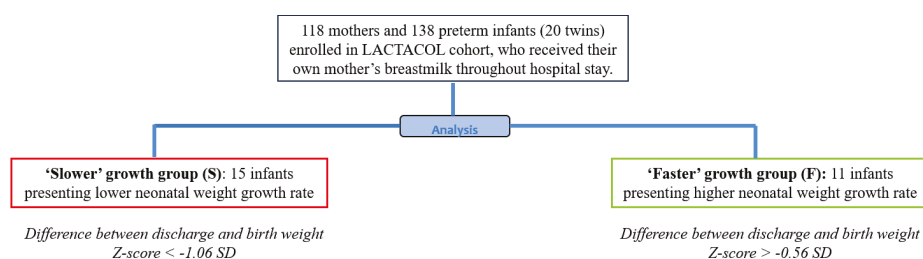 118 mothers and 138 preterm infants (20 twins)
enrolled in LACTACOL cohort, who received their
own mother's breastmilk throughout hospital stay.
Analysis
'Slower' growth group (S): 15 infants
presenting lower neonatal weight growth rate
'Faster' growth group (F): 11 infants
presenting higher neonatal weight growth rate
Difference between discharge and birth weight
Z-score < -1.06 SD
Difference between discharge and birth weight
Z-score > -0.56 SD